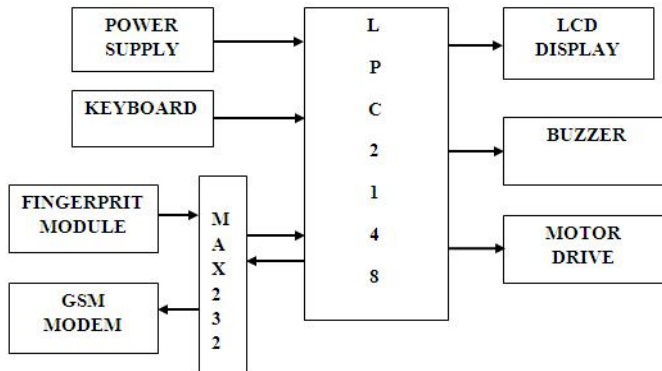 POWER
SUPPLY
KEYBOARD
FINGERPRIT
MODULE
GSM
MODEM
M
A
X
2
3
2
L
P
C
2
1
4
8
LCD
DISPLAY
BUZZER
MOTOR
DRIVE